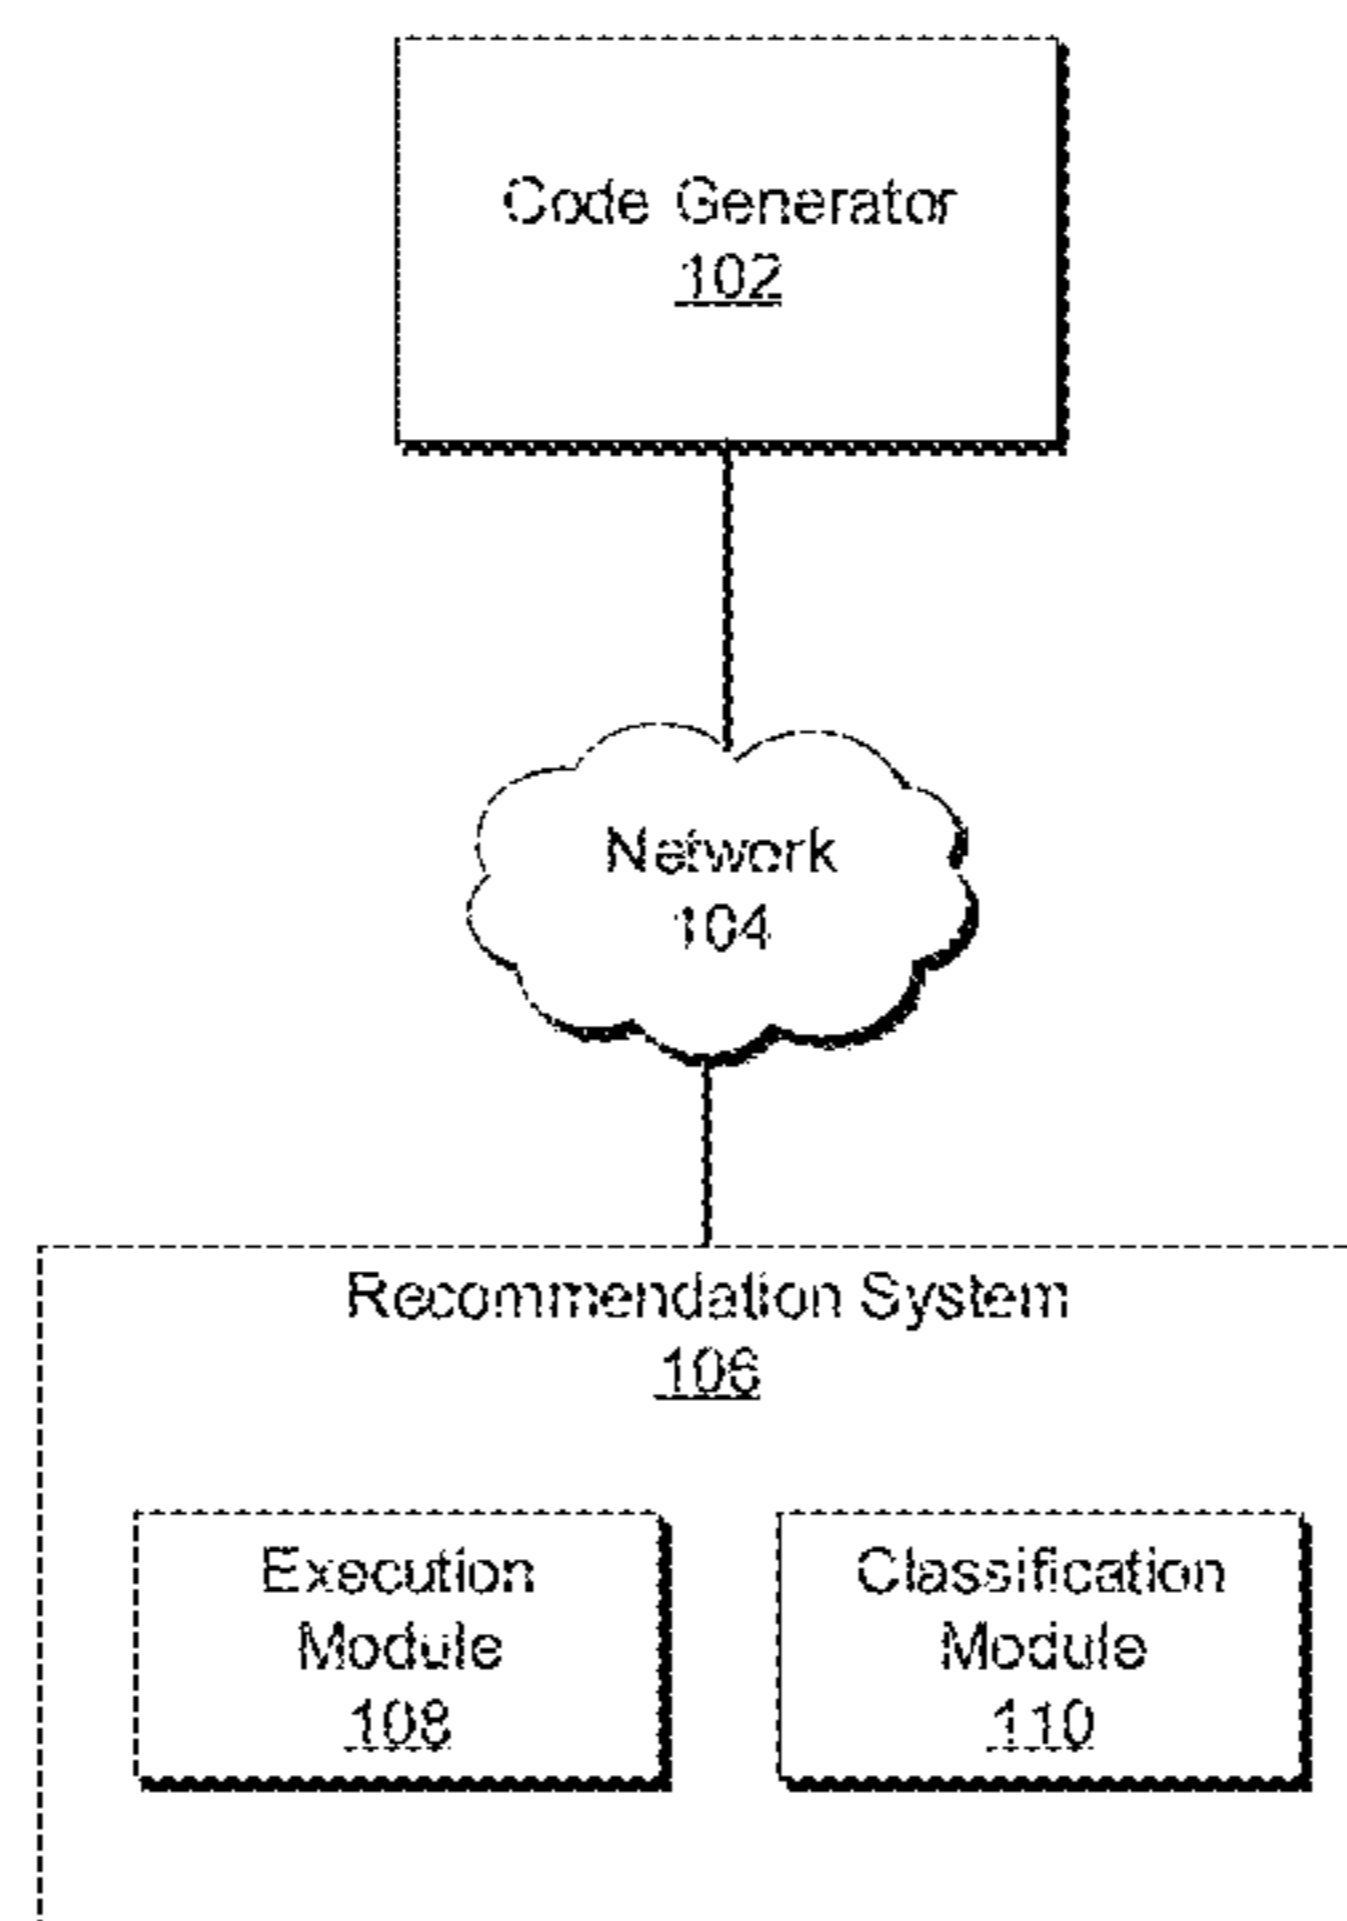 Code Generator
102
Network
104
Recommendation System
106
Execution
Module
108
Classification
Module
110